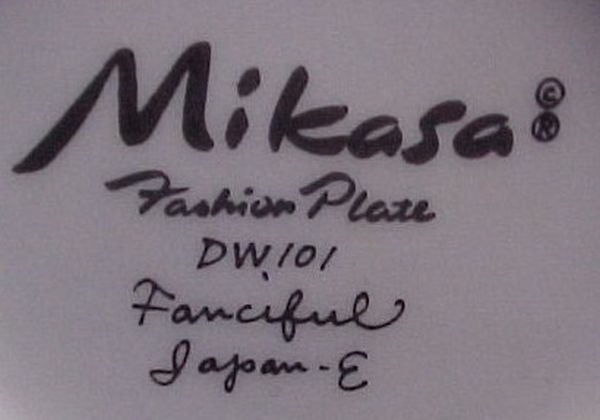 Mikasa ©®
Fashion Plate
DW101
Fanciful
Japan-E